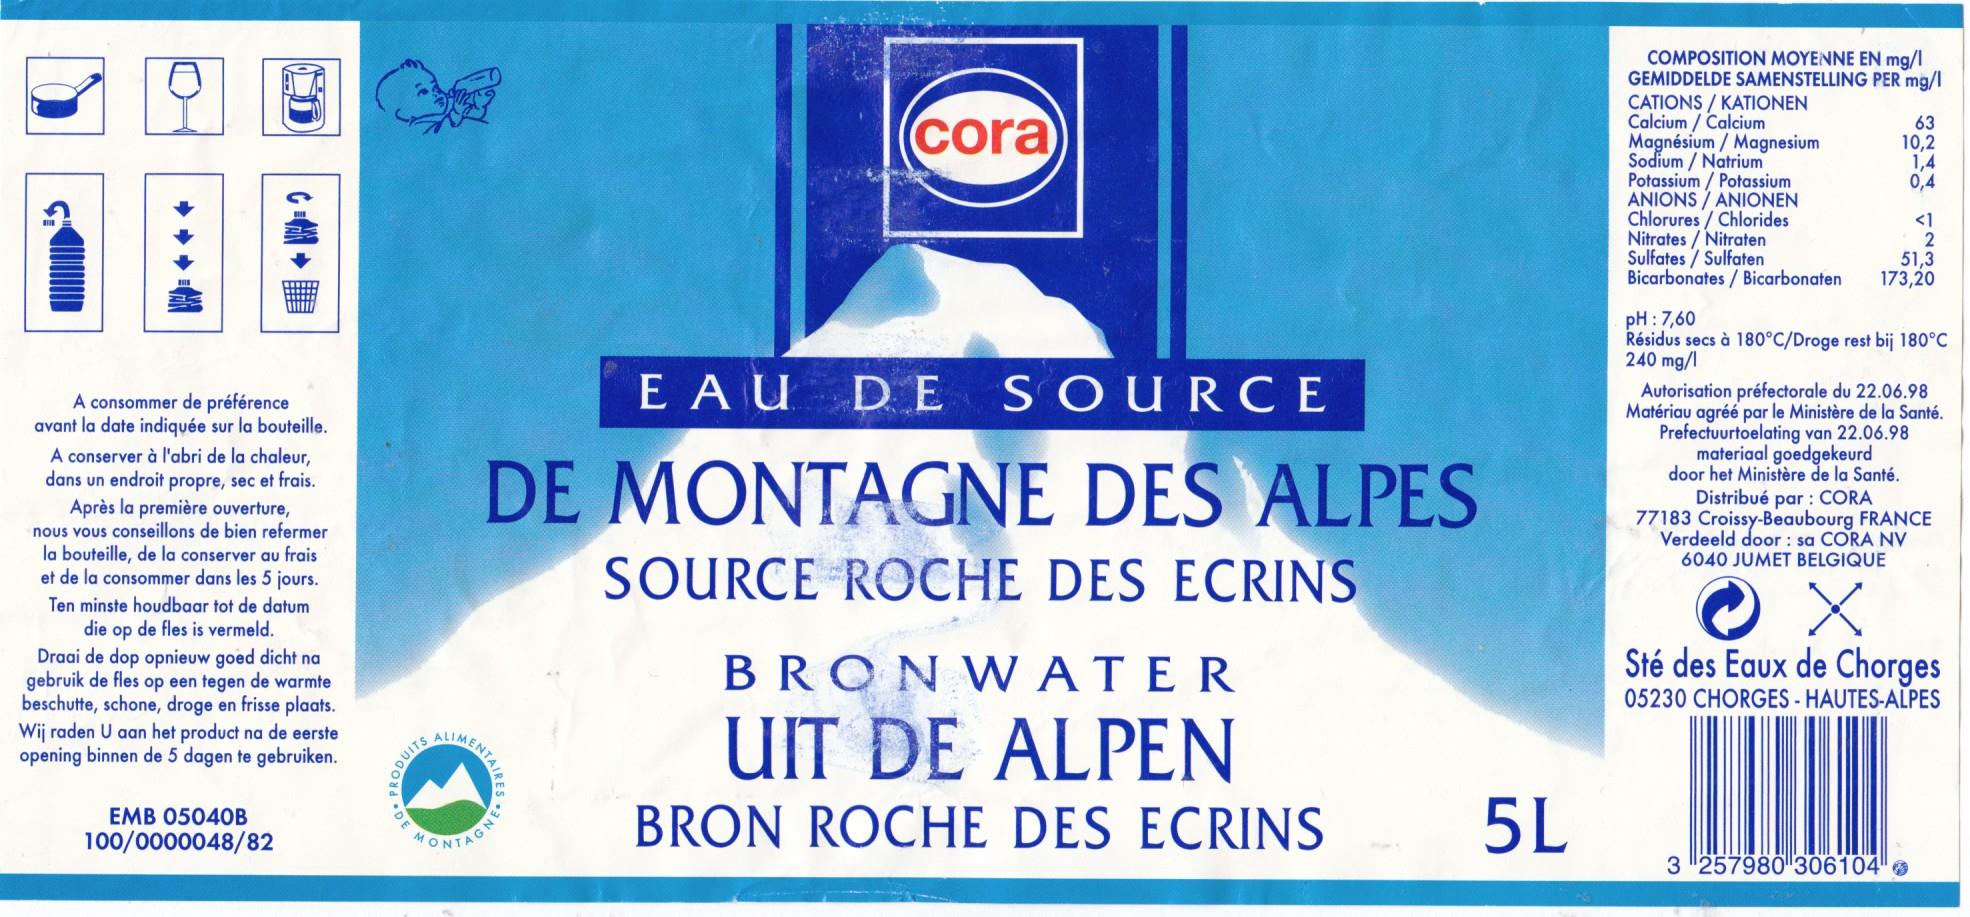 A consommer de préférence
avant la date indiquée sur la bouteille.
A conserver à l'abri de la chaleur,
dans un endroit propre, sec et frais.
Après la première ouverture,
nous vous conseillons de bien refermer
la bouteille, de la conserver au frais
et de la consommer dans les 5 jours.
Ten minste houdbaar tot de datum
die op de fles is vermeld.
Draai de dop opnieuw goed dicht na
gebruik de fles op een tegen de warmte
beschutte, schone, droge en frisse plaats.
Wij raden U aan het product na de eerste
opening binnen de 5 dagen te gebruiken.
EMB 05040B
100/0000048/82
cora
EAU DE SOURCE
DE MONTAGNE DES ALPES
SOURCE ROCHE DES ECRINS
BRONWATER
UIT DE ALPEN
BRON ROCHE DES ECRINS
5L
PRODUITS ALIMENTAIRES
• DE MONTAGNE •
COMPOSITION MOYENNE EN mg/l
GEMIDDELDE SAMENSTELLING PER mg/l
CATIONS / KATIONEN
Calcium / Calcium 63
Magnésium / Magnesium 10,2
Sodium / Natrium 1,4
Potassium / Potassium 0,4
ANIONS / ANIONEN
Chlorures / Chlorides <1
Nitrates / Nitraten 2
Sulfates / Sulfaten 51,3
Bicarbonates / Bicarbonaten 173,20
pH : 7,60
Résidus secs à 180°C/Droge rest bij 180°C
240 mg/l
Autorisation préfectorale du 22.06.98
Matériau agréé par le Ministère de la Santé.
Prefectuurtoelating van 22.06.98
materiaal goedgekeurd
door het Ministère de la Santé.
Distribué par : CORA
77183 Croissy-Beaubourg FRANCE
Verdeeld door : sa CORA NV
6040 JUMET BELGIQUE
Sté des Eaux de Chorges
05230 CHORGES - HAUTES-ALPES
3 257980 306104